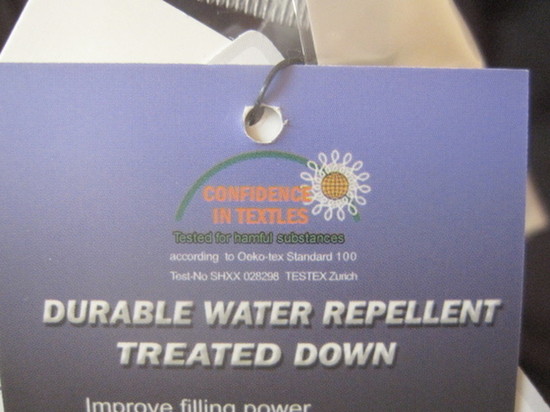 CONFIDENCE
IN TEXTLES
Tested for hamful substances
according to Oeko-tex Standard 100
Test-No SHXX 028298 TESTEX Zurich
DURABLE WATER REPELLENT
TREATED DOWN
Improve filling power